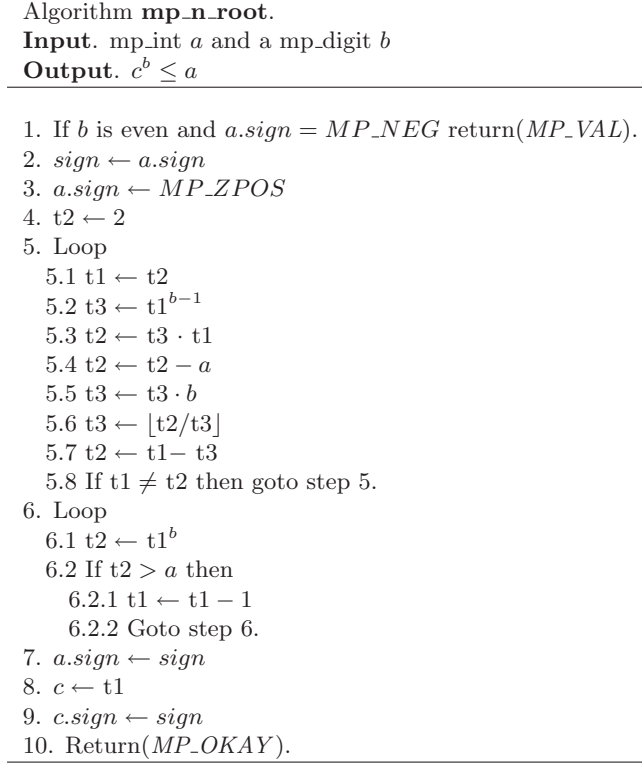 Algorithm mp_n_root.
Input. mp_int a and a mp_digit b
Output. c^b ≤ a
1. If b is even and a.sign = MP_NEG return(MP_VAL).
2. sign ← a.sign
3. a.sign ← MP_ZPOS
4. t2 ← 2
5. Loop
5.1 t1 ← t2
5.2 t3 ← t1^{b−1}
5.3 t2 ← t3 · t1
5.4 t2 ← t2 − a
5.5 t3 ← t3 · b
5.6 t3 ← ⌊t2/t3⌋
5.7 t2 ← t1− t3
5.8 If t1 ≠ t2 then goto step 5.
6. Loop
6.1 t2 ← t1^b
6.2 If t2 > a then
6.2.1 t1 ← t1 − 1
6.2.2 Goto step 6.
7. a.sign ← sign
8. c ← t1
9. c.sign ← sign
10. Return(MP_OKAY).